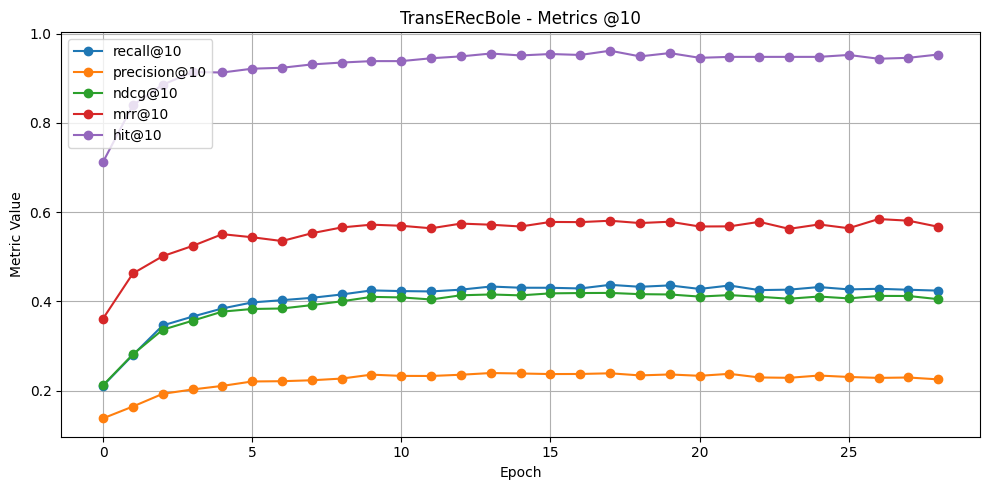 TransERecBole - Metrics @10
recall@10
precision@10
ndcg@10
mrr@10
hit@10
Metric Value
1.0
0.8
0.6
0.4
0.2
0 5 10 15 20 25
Epoch